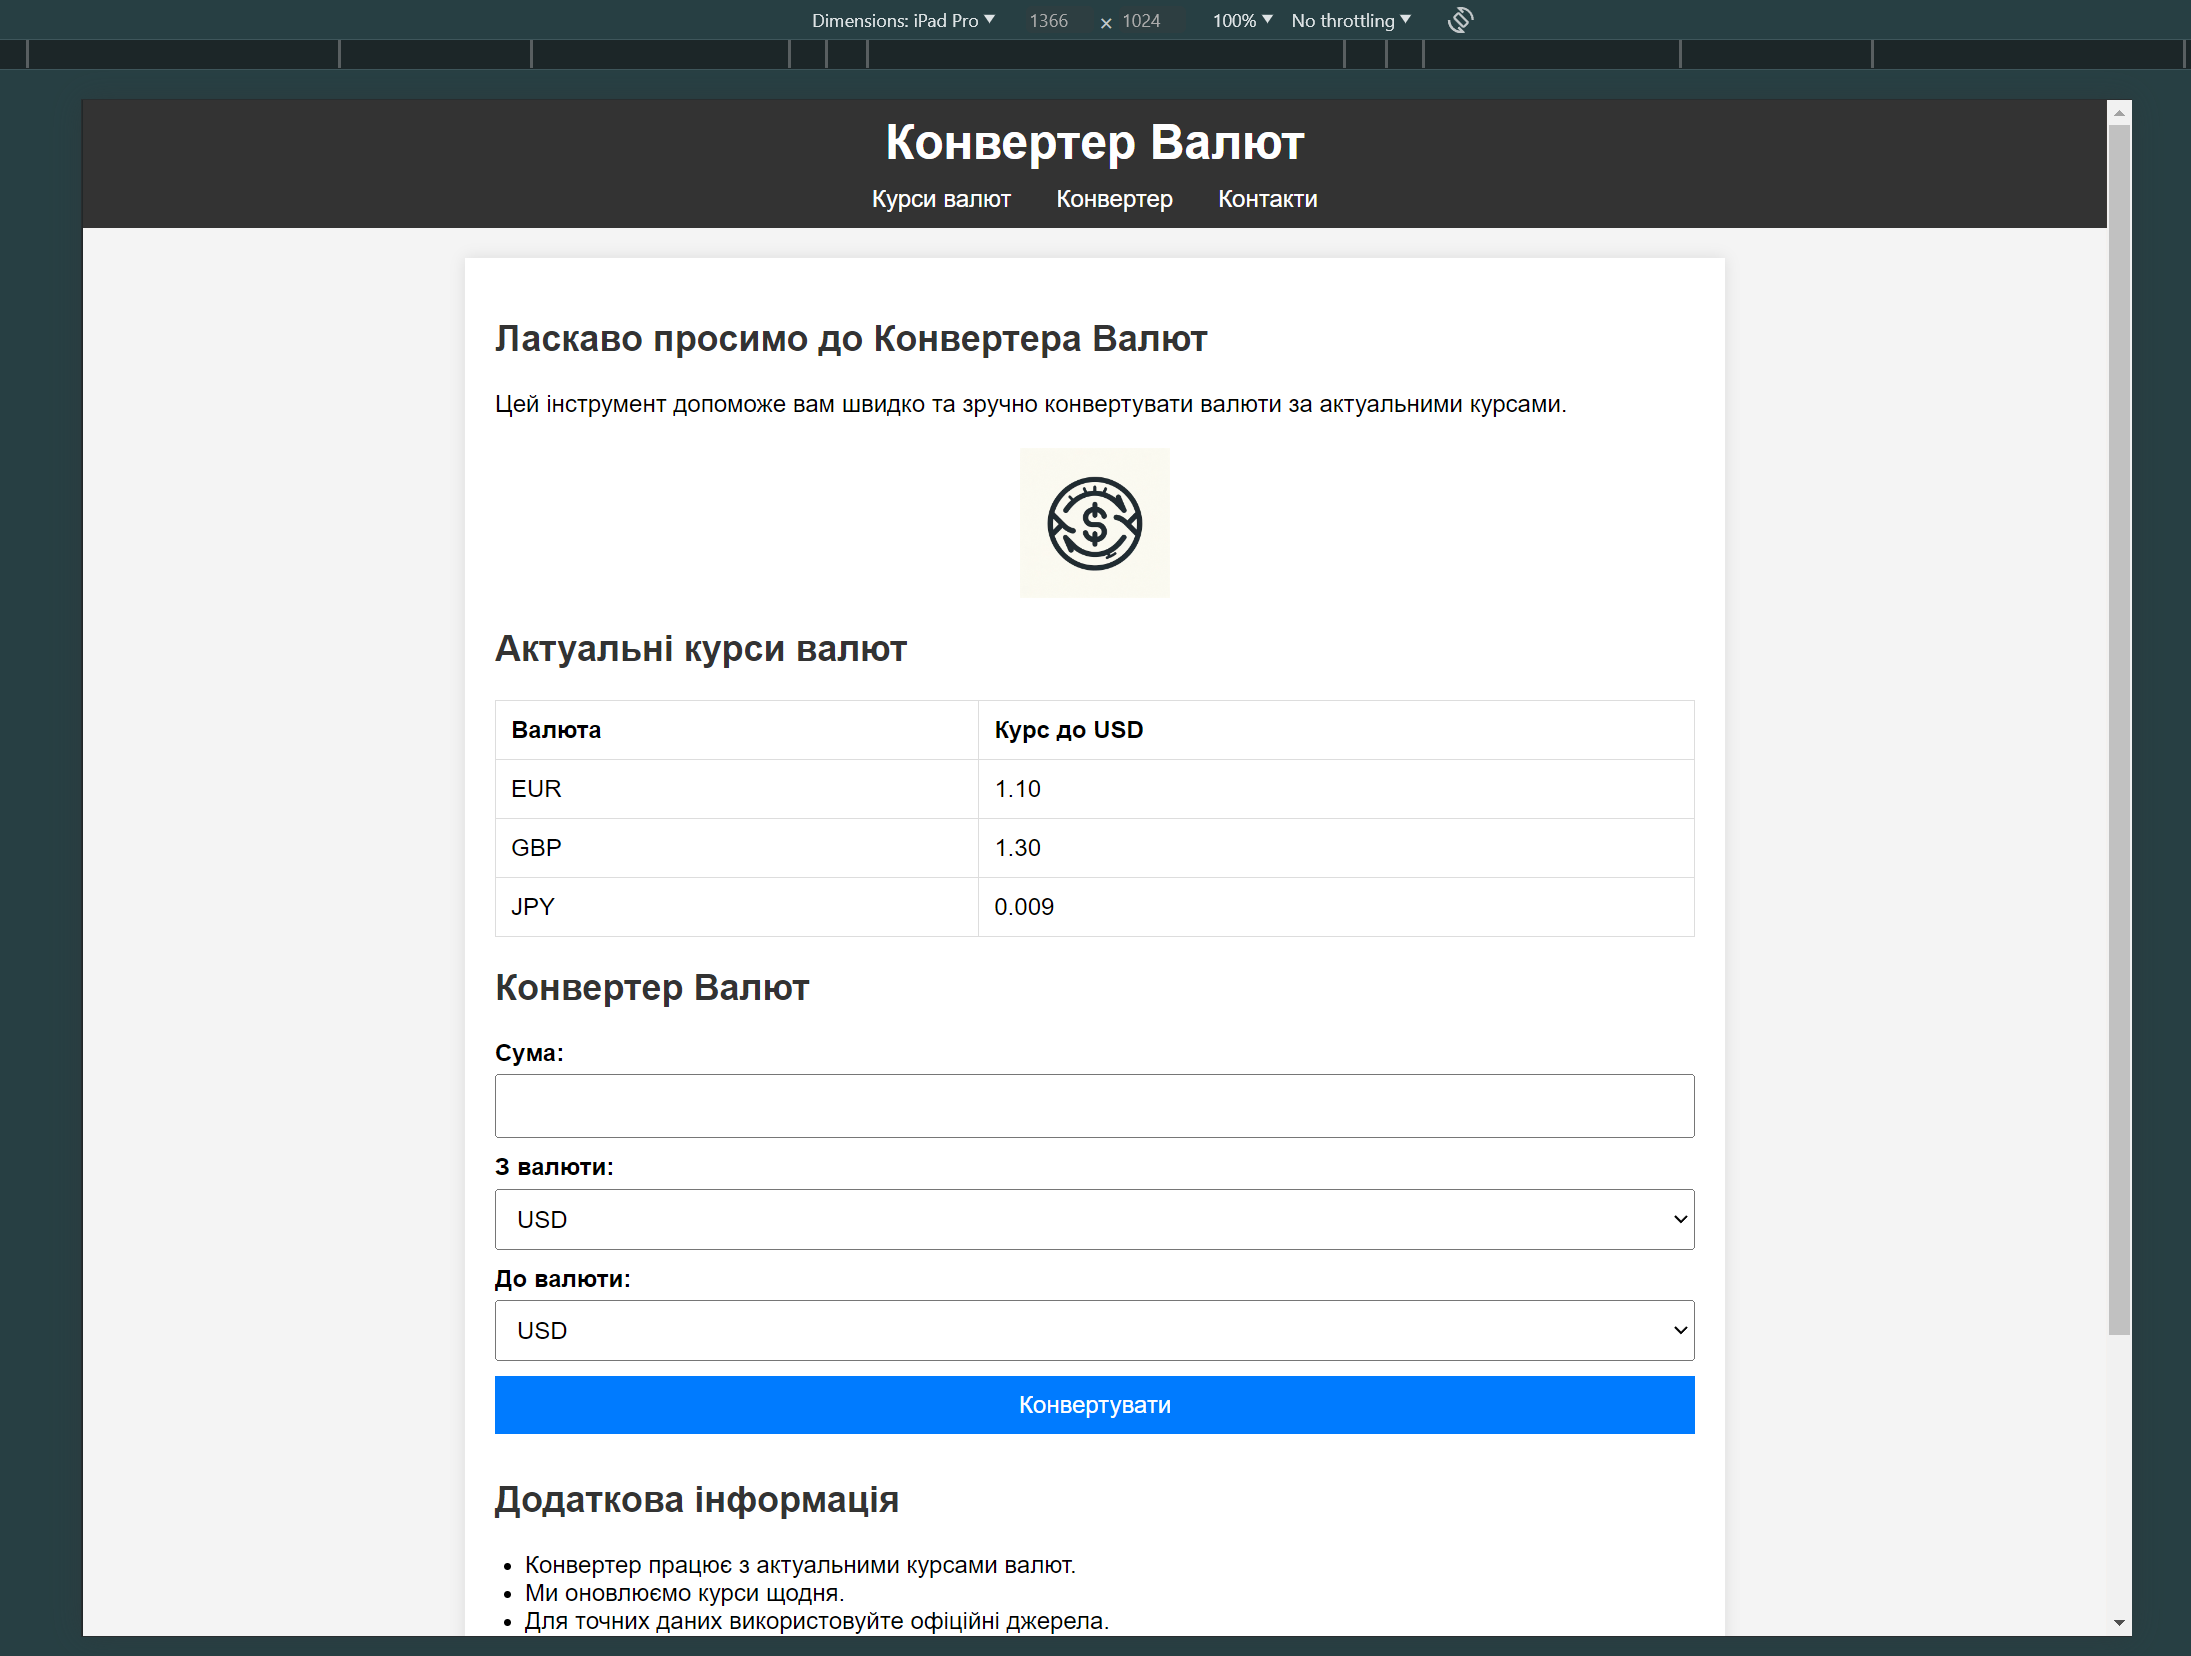 Dimensions: iPad Pro ▼ 1366 × 1024 100% ▼ No throttling ▼
Конвертер Валют
Курси валют Конвертер Контакти
Ласкаво просимо до Конвертера Валют
Цей інструмент допоможе вам швидко та зручно конвертувати валюти за актуальними курсами.
$
Актуальні курси валют
Валюта Курс до USD
EUR 1.10
GBP 1.30
JPY 0.009
Конвертер Валют
Сума:
З валюти:
USD
До валюти:
USD
Конвертувати
Додаткова інформація
• Конвертер працює з актуальними курсами валют.
• Ми оновлюємо курси щодня.
• Для точних даних використовуйте офіційні джерела.